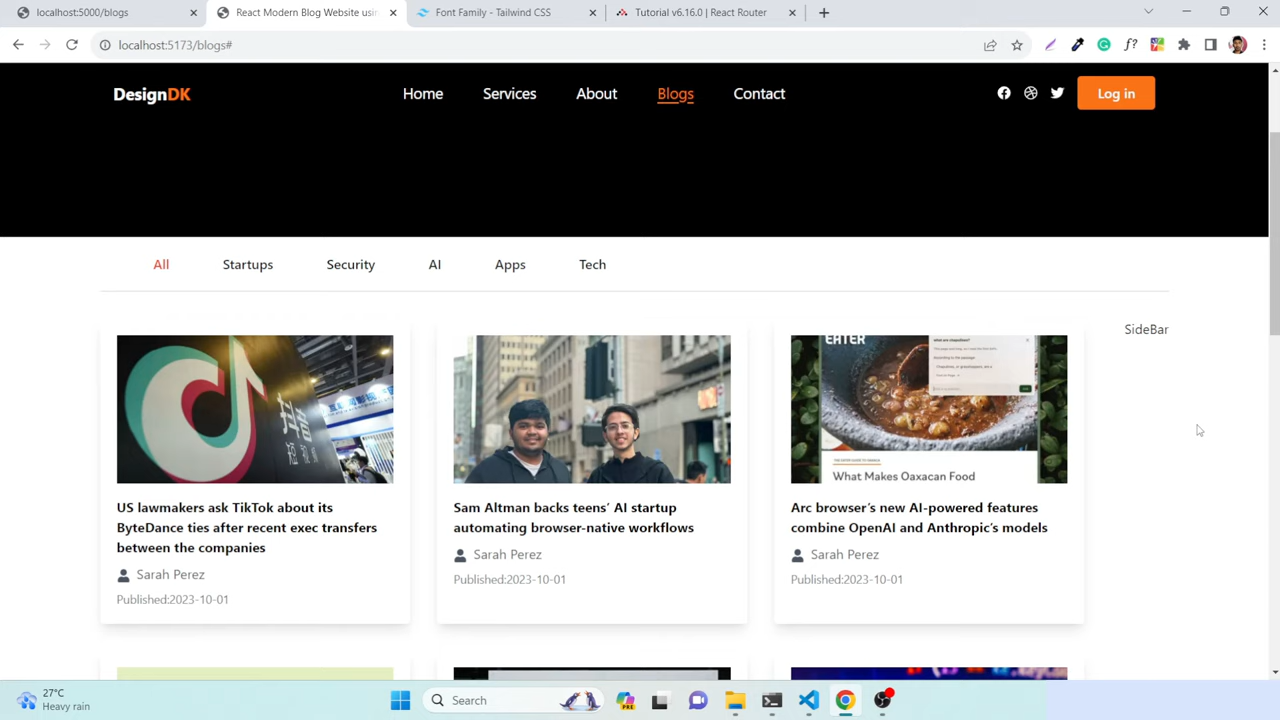 localhost:5000/blogs
React Modern Blog Website usin
Font Family - Tailwind CSS
Tutorial v6.16.0 | React Router
localhost:5173/blogs#
DesignDK
Home
Services
About
Blogs
Contact
Log in
All
Startups
Security
AI
Apps
Tech
SideBar
EATER
What Makes Oaxacan Food
US lawmakers ask TikTok about its
ByteDance ties after recent exec transfers
between the companies
Sarah Perez
Published:2023-10-01
Sam Altman backs teens’ AI startup
automating browser-native workflows
Sarah Perez
Published:2023-10-01
Arc browser’s new AI-powered features
combine OpenAI and Anthropic’s models
Sarah Perez
Published:2023-10-01
27°C
Heavy rain
Search
PRE